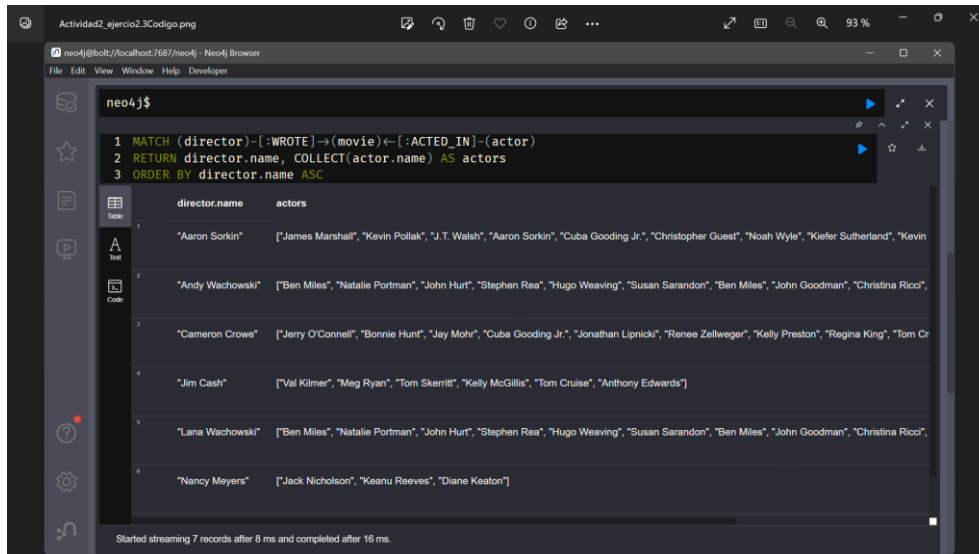 Actividad2_ejercio2.3Codigo.png
93 %
neo4j@bolt://localhost:7687/neo4j - Neo4j Browser
File Edit View Window Help Developer
neo4j$
1 MATCH (director)-[:WROTE]→(movie)←[:ACTED_IN]-(actor)
2 RETURN director.name, COLLECT(actor.name) AS actors
3 ORDER BY director.name ASC
director.name actors
Table
1
"Aaron Sorkin" ["James Marshall", "Kevin Pollak", "J.T. Walsh", "Aaron Sorkin", "Cuba Gooding Jr.", "Christopher Guest", "Noah Wyle", "Kiefer Sutherland", "Kevin
Text
2
"Andy Wachowski" ["Ben Miles", "Natalie Portman", "John Hurt", "Stephen Rea", "Hugo Weaving", "Susan Sarandon", "Ben Miles", "John Goodman", "Christina Ricci",
Code
3
"Cameron Crowe" ["Jerry O'Connell", "Bonnie Hunt", "Jay Mohr", "Cuba Gooding Jr.", "Jonathan Lipnicki", "Renee Zellweger", "Kelly Preston", "Regina King", "Tom Cr
4
"Jim Cash" ["Val Kilmer", "Meg Ryan", "Tom Skerritt", "Kelly McGillis", "Tom Cruise", "Anthony Edwards"]
5
"Lana Wachowski" ["Ben Miles", "Natalie Portman", "John Hurt", "Stephen Rea", "Hugo Weaving", "Susan Sarandon", "Ben Miles", "John Goodman", "Christina Ricci",
6
"Nancy Meyers" ["Jack Nicholson", "Keanu Reeves", "Diane Keaton"]
Started streaming 7 records after 8 ms and completed after 16 ms.